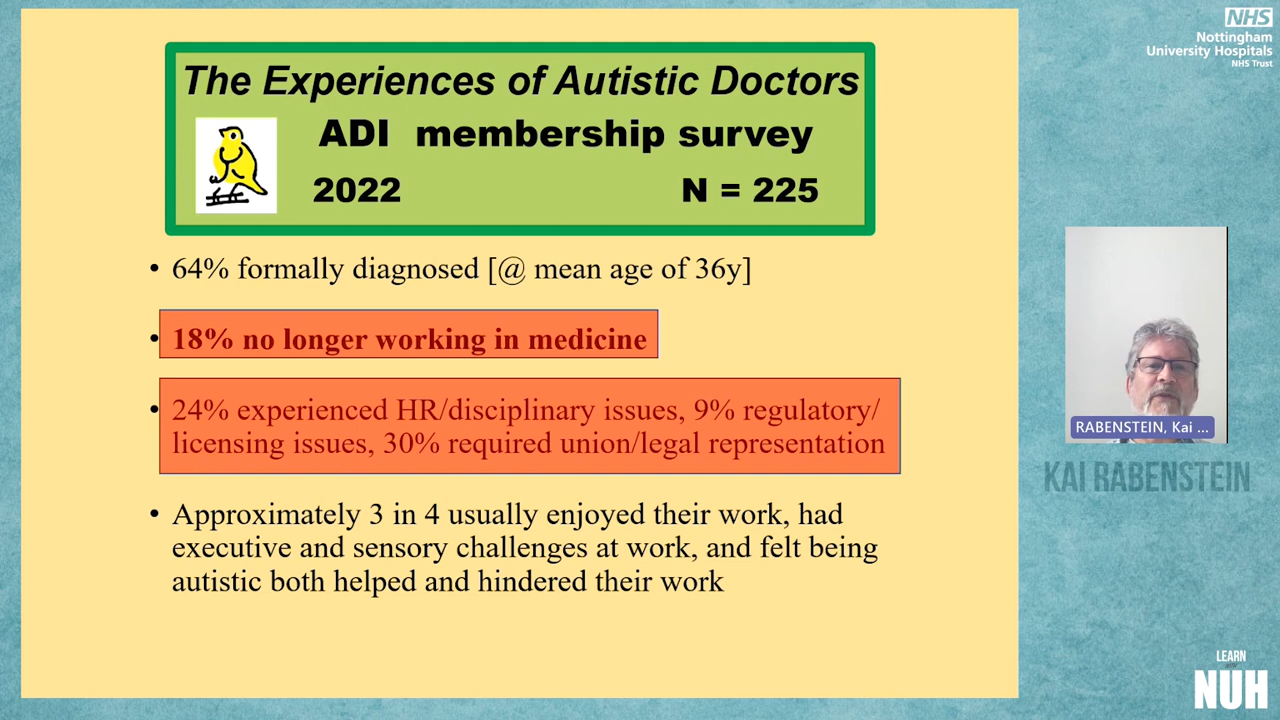 The Experiences of Autistic Doctors
ADI membership survey
2022 N = 225
• 64% formally diagnosed [@ mean age of 36y]
• 18% no longer working in medicine
• 24% experienced HR/disciplinary issues, 9% regulatory/
licensing issues, 30% required union/legal representation
• Approximately 3 in 4 usually enjoyed their work, had
executive and sensory challenges at work, and felt being
autistic both helped and hindered their work
NHS
Nottingham
University Hospitals
NHS Trust
RABENSTEIN, Kai ...
KAI RABENSTEIN
LEARN
NUH